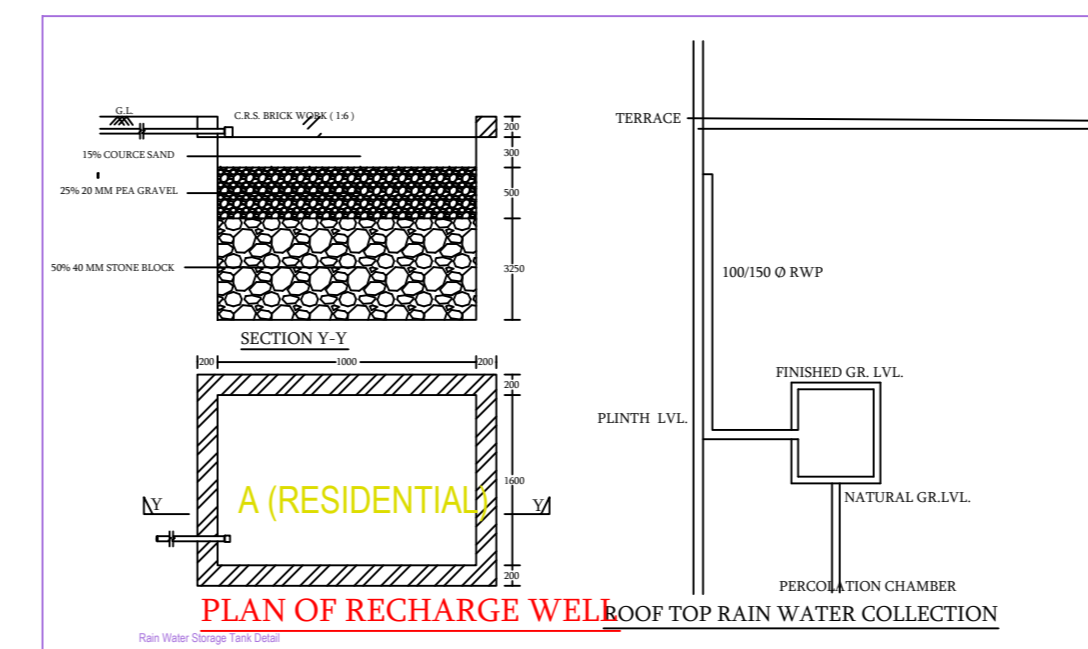 G.L.
C.R.S. BRICK WORK ( 1:6 )
200
15% COURCE SAND
300
25% 20 MM PEA GRAVEL
500
50% 40 MM STONE BLOCK
3250
SECTION Y-Y
200
1000
200
200
1600
A (RESIDENTIAL)
Y
Y
200
PLAN OF RECHARGE WELL
Rain Water Storage Tank Detail
TERRACE
100/150 Ø RWP
FINISHED GR. LVL.
PLINTH LVL.
NATURAL GR.LVL.
PERCOLATION CHAMBER
ROOF TOP RAIN WATER COLLECTION